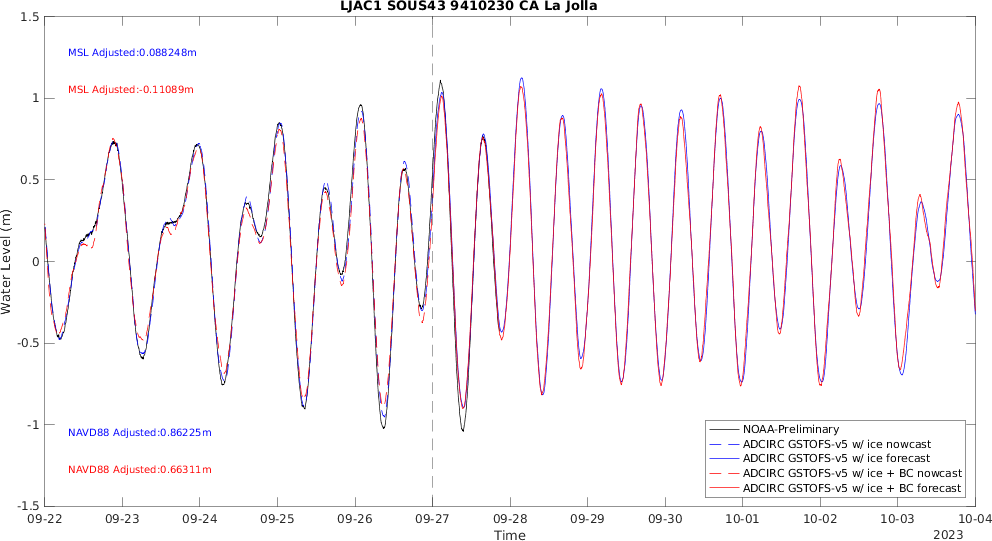 LJAC1 SOUS43 9410230 CA La Jolla
1.5
MSL Adjusted:0.088248m
MSL Adjusted:-0.11089m
1
0.5
Water Level (m)
0
-0.5
-1
NAVD88 Adjusted:0.86225m
NAVD88 Adjusted:0.66311m
NOAA-Preliminary
ADCIRC GSTOFS-v5 w/ ice nowcast
ADCIRC GSTOFS-v5 w/ ice forecast
ADCIRC GSTOFS-v5 w/ ice + BC nowcast
ADCIRC GSTOFS-v5 w/ ice + BC forecast
-1.5
09-22 09-23 09-24 09-25 09-26 09-27 09-28 09-29 09-30 10-01 10-02 10-03 10-04
Time 2023